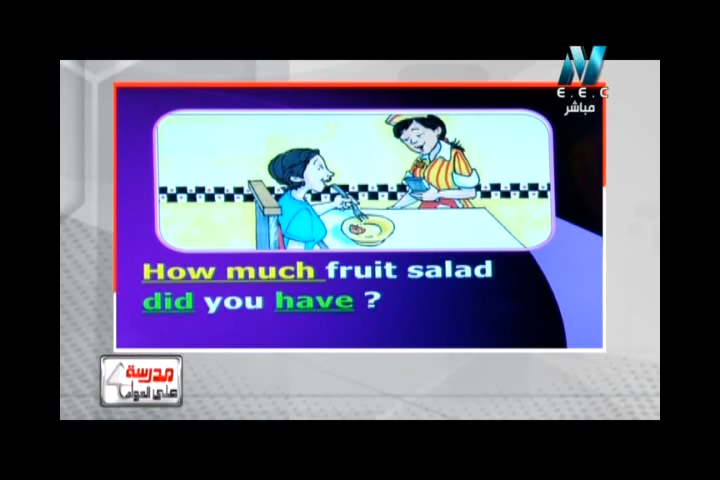 E.E.C
مباشر
How much fruit salad
did you have ?
مدرسة
على الهواء